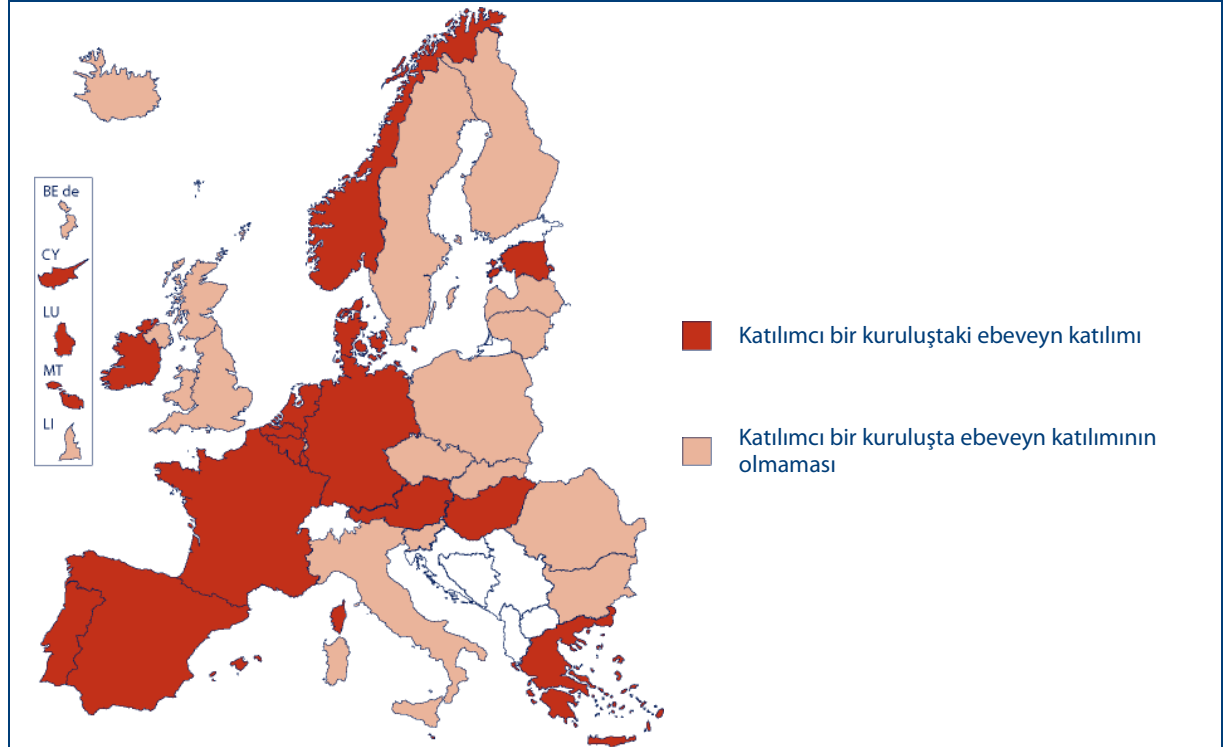 BE de
CY
LU
MT
LI
Katılımcı bir kuruluştaki ebeveyn katılımı
Katılımcı bir kuruluşta ebeveyn katılımının
olmaması